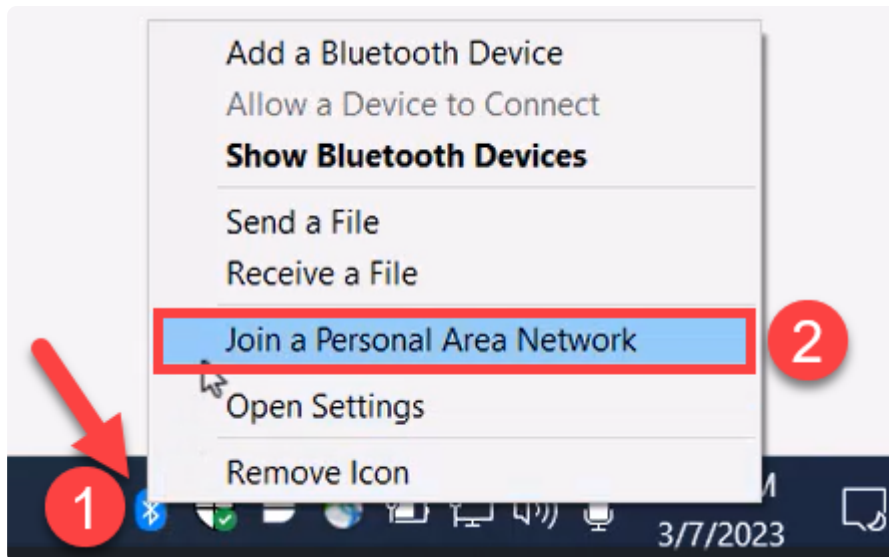 Add a Bluetooth Device
Allow a Device to Connect
Show Bluetooth Devices
Send a File
Receive a File
Join a Personal Area Network
2
Open Settings
Remove Icon
1
M
3/7/2023